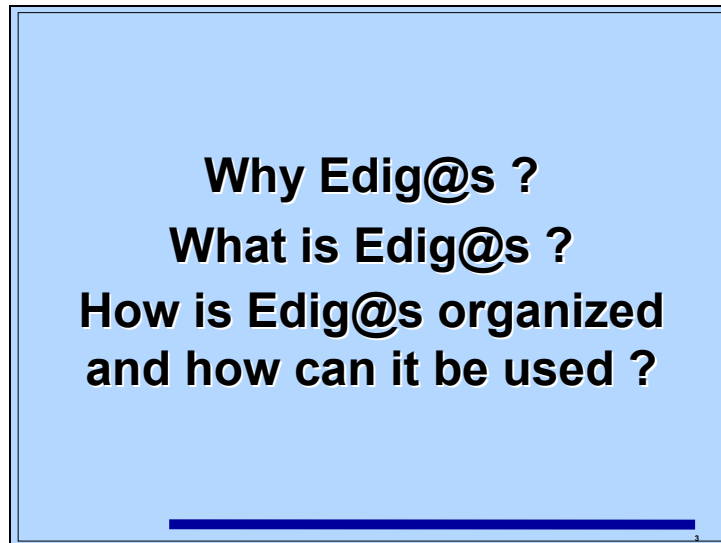 Why Edig@s ?
What is Edig@s ?
How is Edig@s organized
and how can it be used ?
3